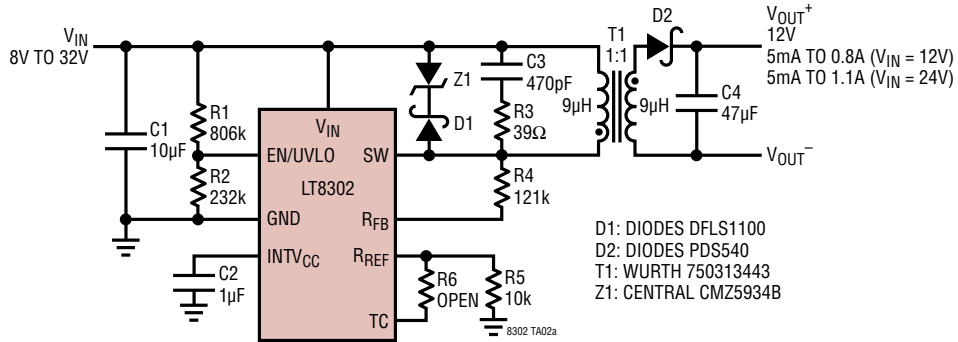 D2
VOUT+
12V
5mA TO 0.8A (VIN = 12V)
5mA TO 1.1A (VIN = 24V)
VIN
8V TO 32V
T1
1:1
C3
470pF
Z1
9µH
9µH
C4
47µF
R1
806k
C1
10µF
VIN
D1
R3
39Ω
EN/UVLO
SW
VOUT–
R2
232k
LT8302
R4
121k
GND
RFB
D1: DIODES DFLS1100
D2: DIODES PDS540
T1: WURTH 750313443
Z1: CENTRAL CMZ5934B
INTVCC
RREF
C2
1µF
R6
OPEN
R5
10k
TC
8302 TA02a